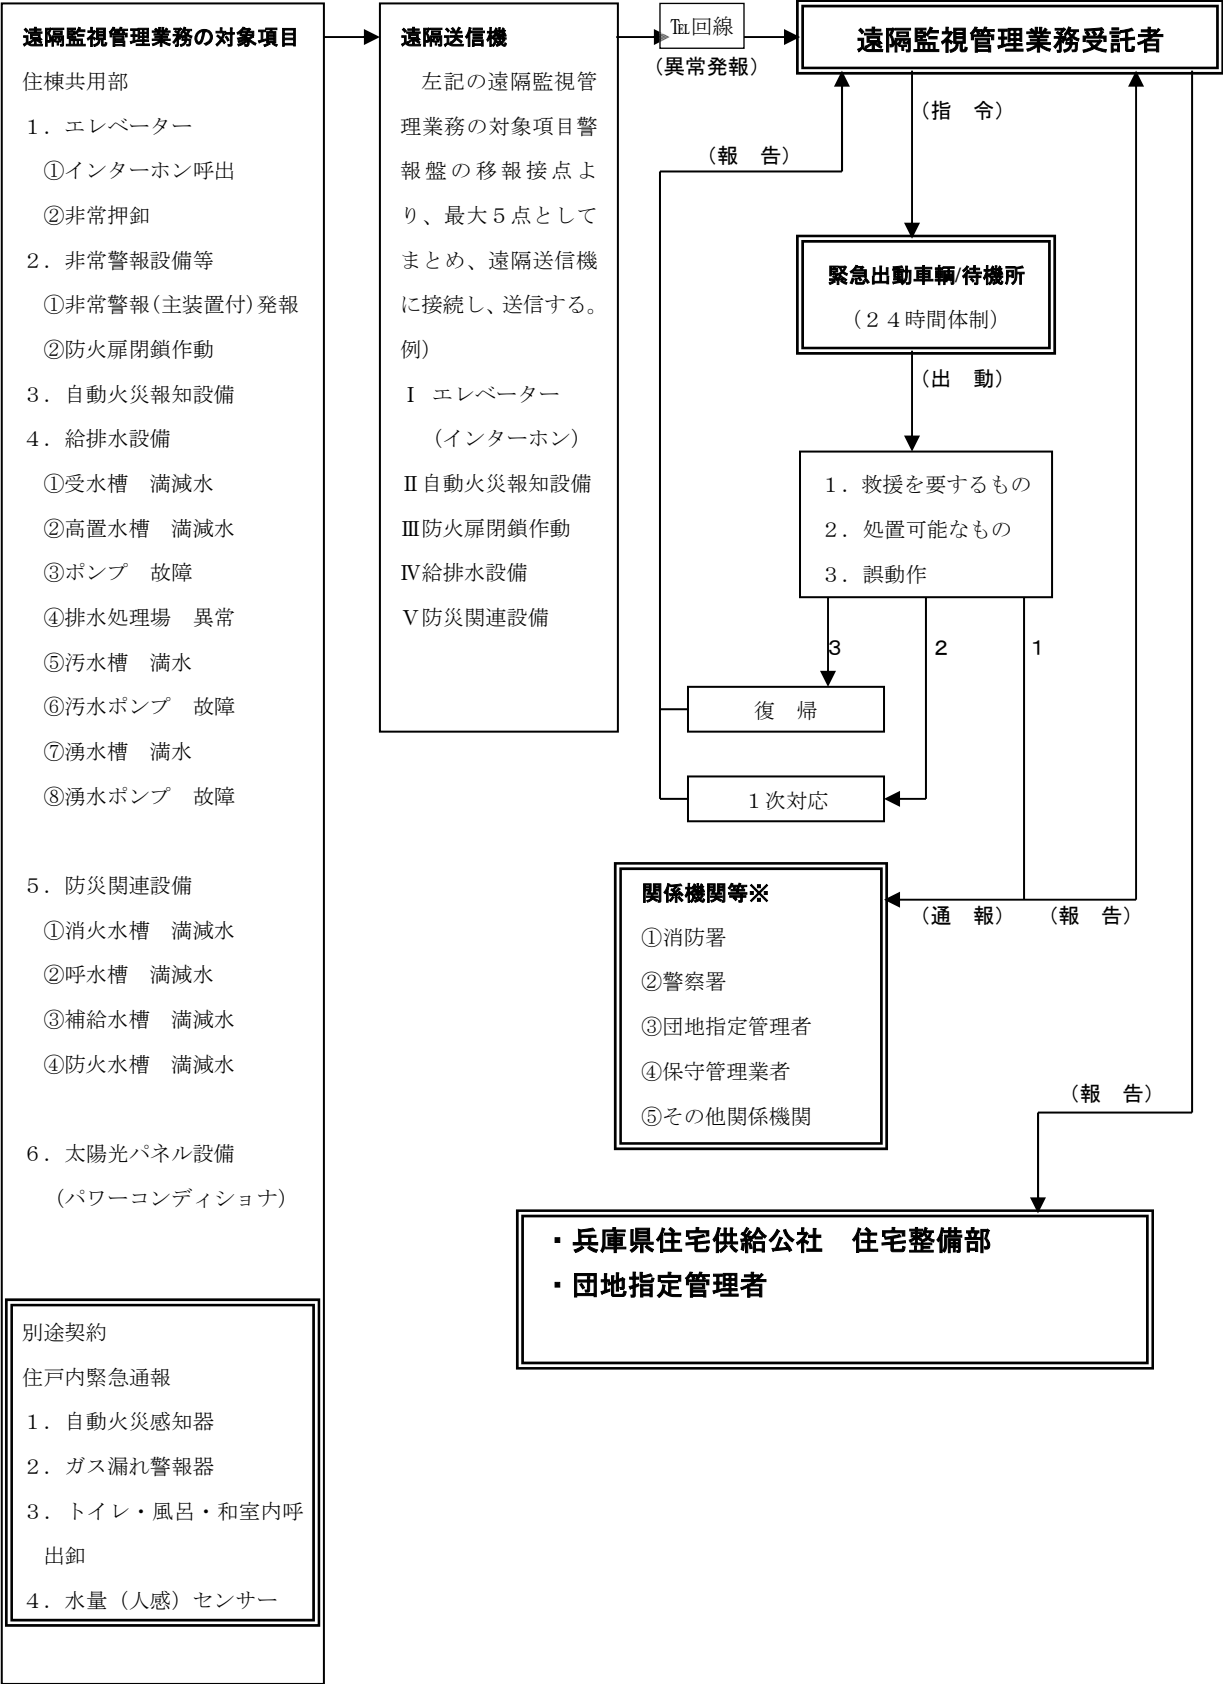 遠隔監視管理業務の対象項目
住棟共用部
１．エレベーター
①インターホン呼出
②非常押釦
２．非常警報設備等
①非常警報(主装置付)発報
②防火扉閉鎖作動
３．自動火災報知設備
４．給排水設備
①受水槽　満減水
②高置水槽　満減水
③ポンプ　故障
④排水処理場　異常
⑤汚水槽　満水
⑥汚水ポンプ　故障
⑦湧水槽　満水
⑧湧水ポンプ　故障
５．防災関連設備
①消火水槽　満減水
②呼水槽　満減水
③補給水槽　満減水
④防火水槽　満減水
６．太陽光パネル設備
（パワーコンディショナ）
別途契約
住戸内緊急通報
１．自動火災感知器
２．ガス漏れ警報器
３．トイレ・風呂・和室内呼
出釦
４．水量（人感）センサー
遠隔送信機
左記の遠隔監視管
理業務の対象項目警
報盤の移報接点よ
り、最大５点として
まとめ、遠隔送信機
に接続し、送信する。
例）
Ⅰ エレベーター
（インターホン）
Ⅱ自動火災報知設備
Ⅲ防火扉閉鎖作動
Ⅳ給排水設備
Ⅴ防災関連設備
℡回線
（異常発報）
遠隔監視管理業務受託者
（指　令）
（報　告）
緊急出動車輌/待機所
（２４時間体制）
（出　動）
１．救援を要するもの
２．処置可能なもの
３．誤動作
3
2
1
復　帰
１次対応
関係機関等※
①消防署
②警察署
③団地指定管理者
④保守管理業者
⑤その他関係機関
（通　報）
（報　告）
（報　告）
・兵庫県住宅供給公社　住宅整備部
・団地指定管理者